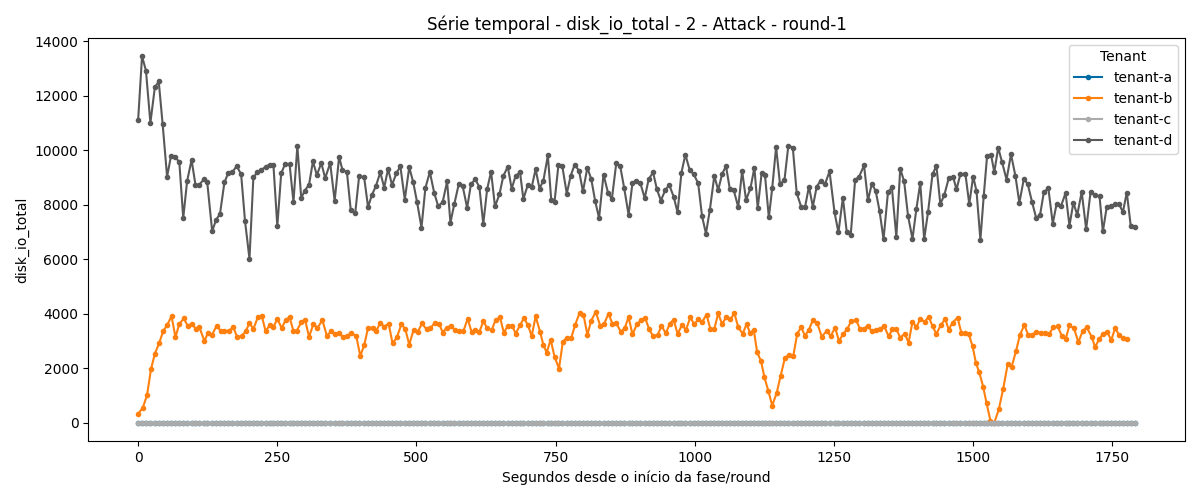 Série temporal - disk_io_total - 2 - Attack - round-1
14000
12000
10000
8000
6000
4000
2000
0
disk_io_total
Tenant
tenant-a
tenant-b
tenant-c
tenant-d
0 250 500 750 1000 1250 1500 1750
Segundos desde o início da fase/round